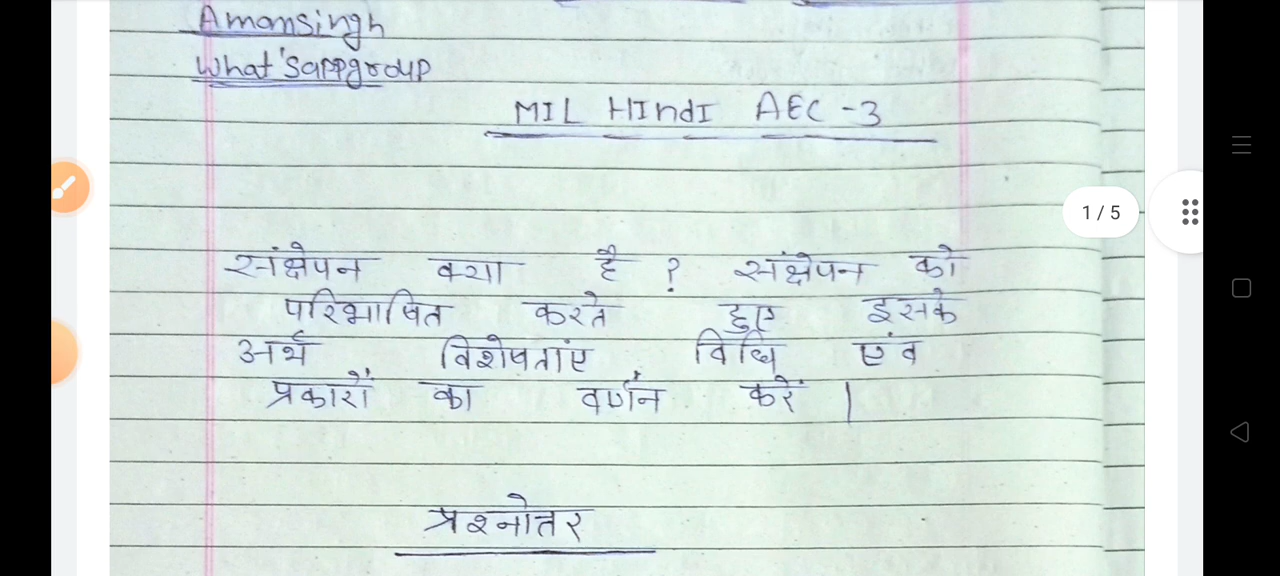 Amansingh
What'sappgroup
MIL HIndI AEC -3
1 / 5
संक्षेपन क्या है ? संक्षेपन को
परिभाषित करते हुए इसके
अर्थ विशेषताएं विधि एंव
प्रकारों का वर्णन करें |
प्रश्नोतर